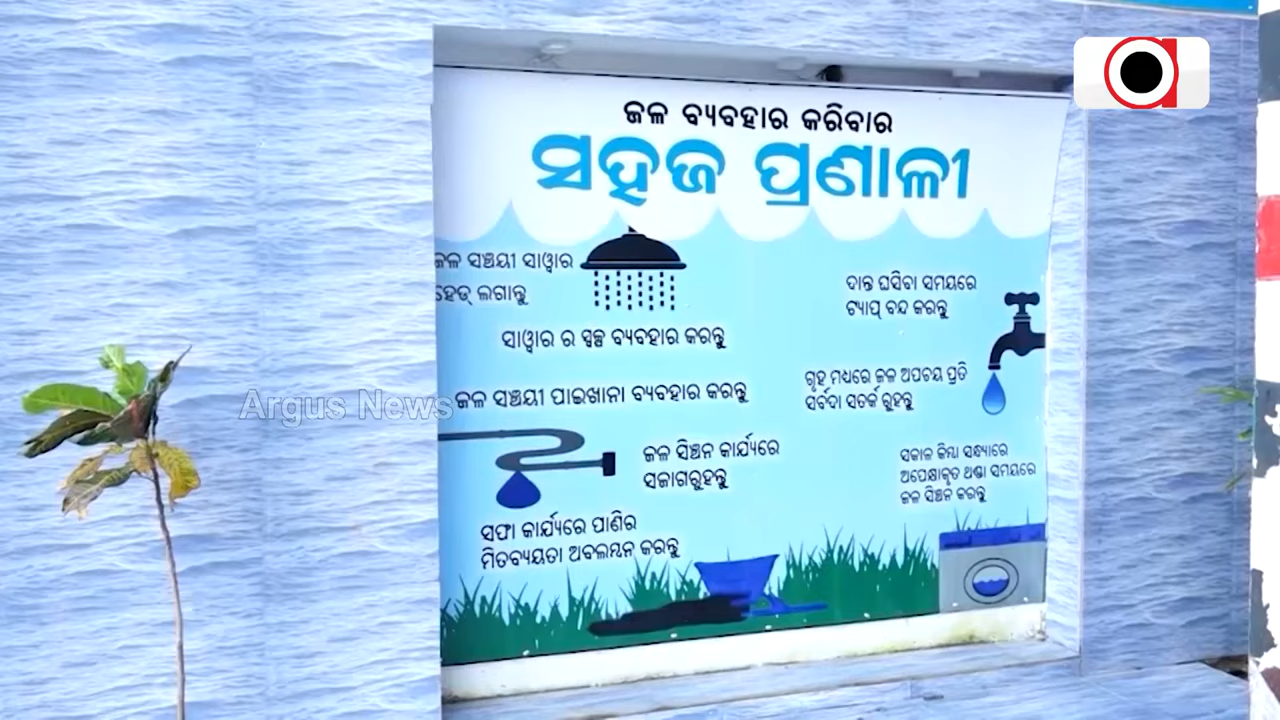 ଜଳ ବ୍ୟବହାର କରିବାର
ସହଜ ପ୍ରଣାଳୀ
ଜଳ ସଞ୍ଚୟୀ ସାୱାର
ହେଡ୍ ଲଗାନ୍ତୁ
ସାୱାର ର ସ୍ୱଳ୍ପ ବ୍ୟବହାର କରନ୍ତୁ
ଜଳ ସଞ୍ଚୟୀ ପାଇଖାନା ବ୍ୟବହାର କରନ୍ତୁ
ଜଳ ସିଞ୍ଚନ କାର୍ଯ୍ୟରେ
ସଜାଗରୁହନ୍ତୁ
ସଫା କାର୍ଯ୍ୟରେ ପାଣିର
ମିତବ୍ୟୟତା ଅବଲମ୍ବନ କରନ୍ତୁ
ଦାନ୍ତ ଘସିବା ସମୟରେ
ଟ୍ୟାପ୍ ବନ୍ଦ କରନ୍ତୁ
ଗୃହ ମଧ୍ୟରେ ଜଳ ଅପଚୟ ପ୍ରତି
ସର୍ବଦା ସତର୍କ ରୁହନ୍ତୁ
ସକାଳ କିମ୍ବା ସନ୍ଧ୍ୟାରେ
ଅପେକ୍ଷାକୃତ ଥଣ୍ଡା ସମୟରେ
ଜଳ ସିଞ୍ଚନ କରନ୍ତୁ
Argus News